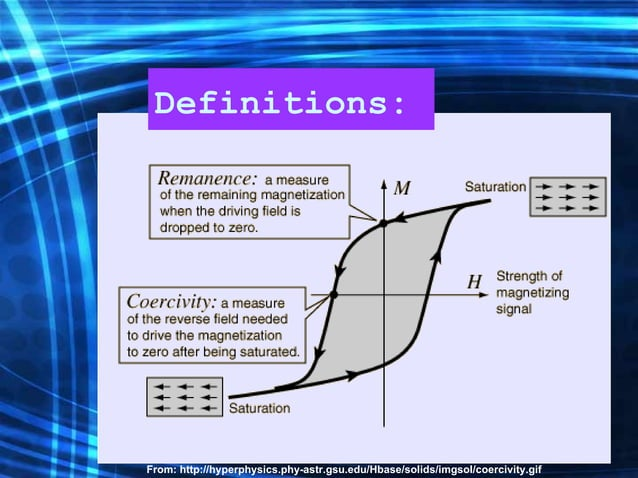 Definitions:
Remanence: a measure
of the remaining magnetization
when the driving field is
dropped to zero.
M
Saturation
H
Strength of
magnetizing
signal
Coercivity: a measure
of the reverse field needed
to drive the magnetization
to zero after being saturated.
Saturation
From: http://hyperphysics.phy-astr.gsu.edu/Hbase/solids/imgsol/coercivity.gif